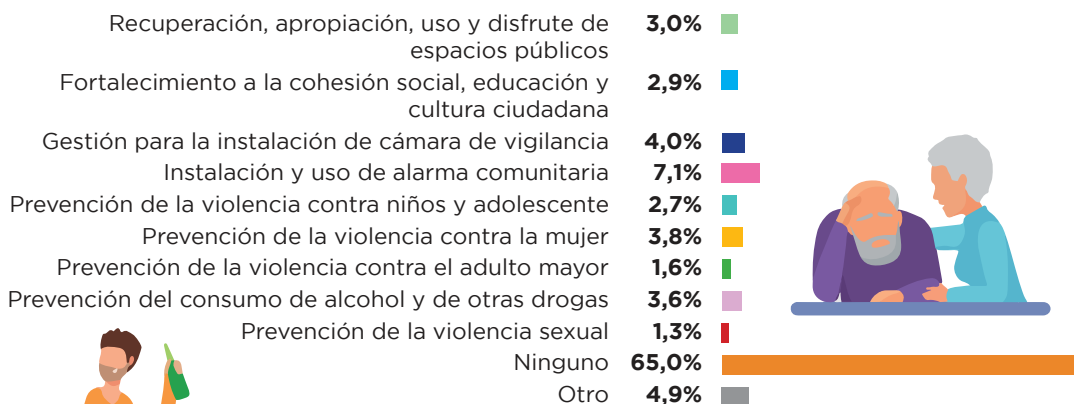 Recuperación, apropiación, uso y disfrute de 3,0%
espacios públicos
Fortalecimiento a la cohesión social, educación y 2,9%
cultura ciudadana
Gestión para la instalación de cámara de vigilancia 4,0%
Instalación y uso de alarma comunitaria 7,1%
Prevención de la violencia contra niños y adolescente 2,7%
Prevención de la violencia contra la mujer 3,8%
Prevención de la violencia contra el adulto mayor 1,6%
Prevención del consumo de alcohol y de otras drogas 3,6%
Prevención de la violencia sexual 1,3%
Ninguno 65,0%
Otro 4,9%